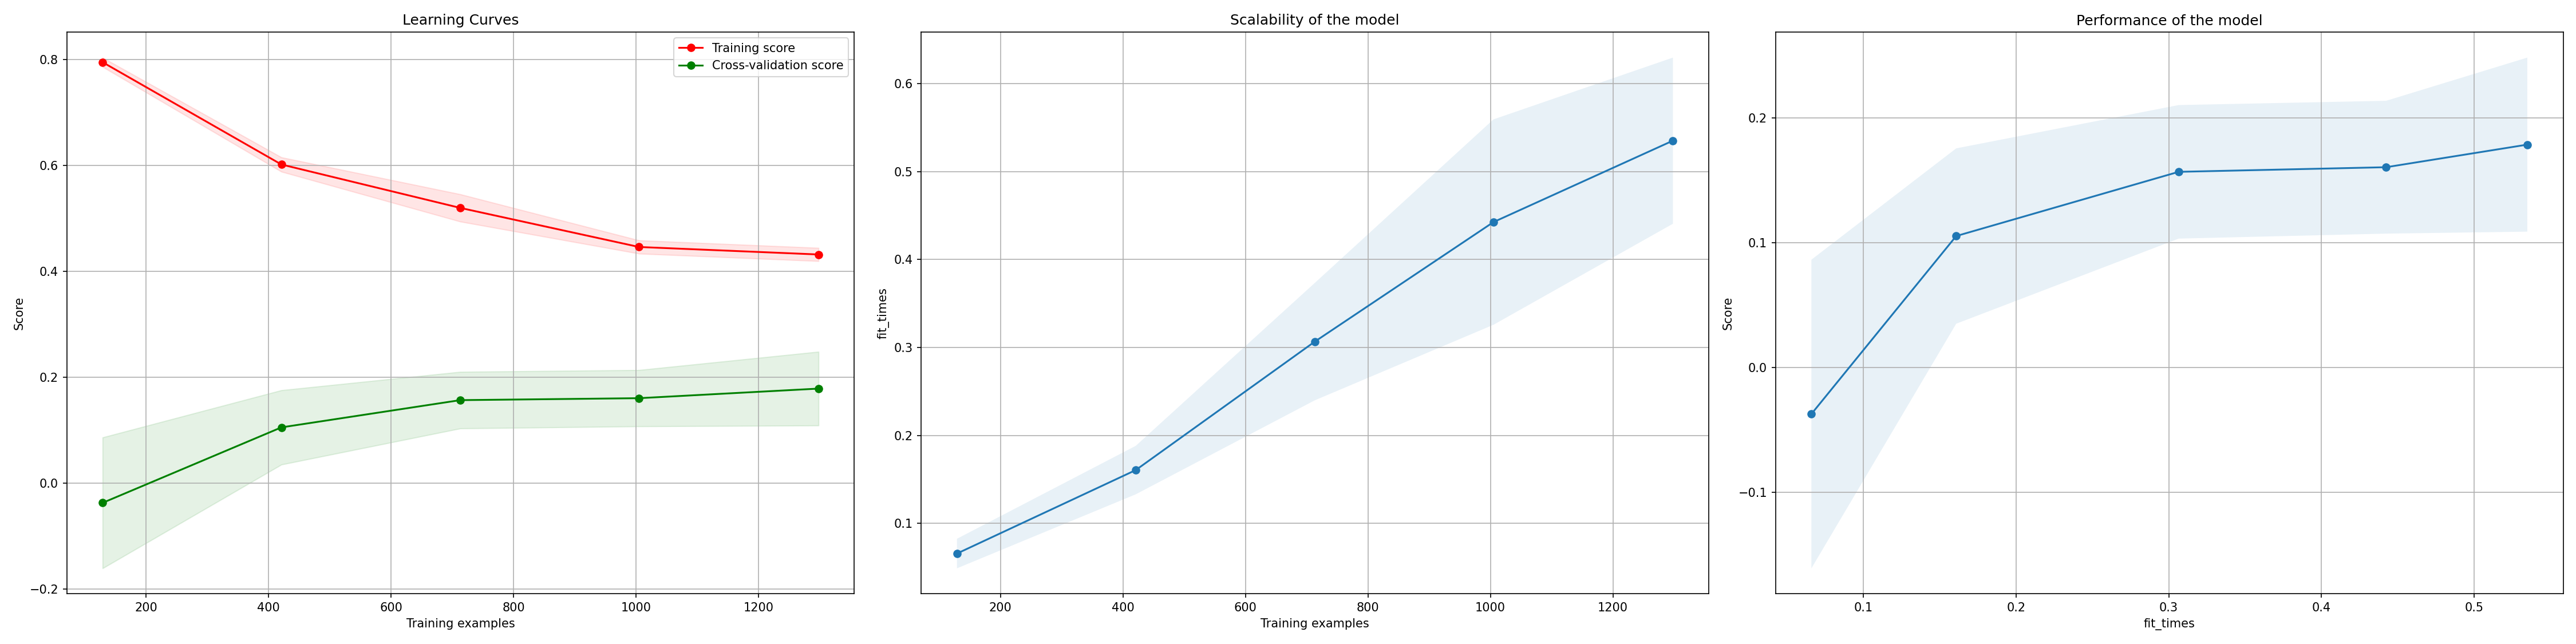 Learning Curves
Training score
Cross-validation score
0.8
0.6
0.4
0.2
0.0
−0.2
Score
200 400 600 800 1000 1200
Training examples
Scalability of the model
0.6
0.5
0.4
0.3
0.2
0.1
fit_times
200 400 600 800 1000 1200
Training examples
Performance of the model
0.2
0.1
0.0
−0.1
Score
0.1 0.2 0.3 0.4 0.5
fit_times